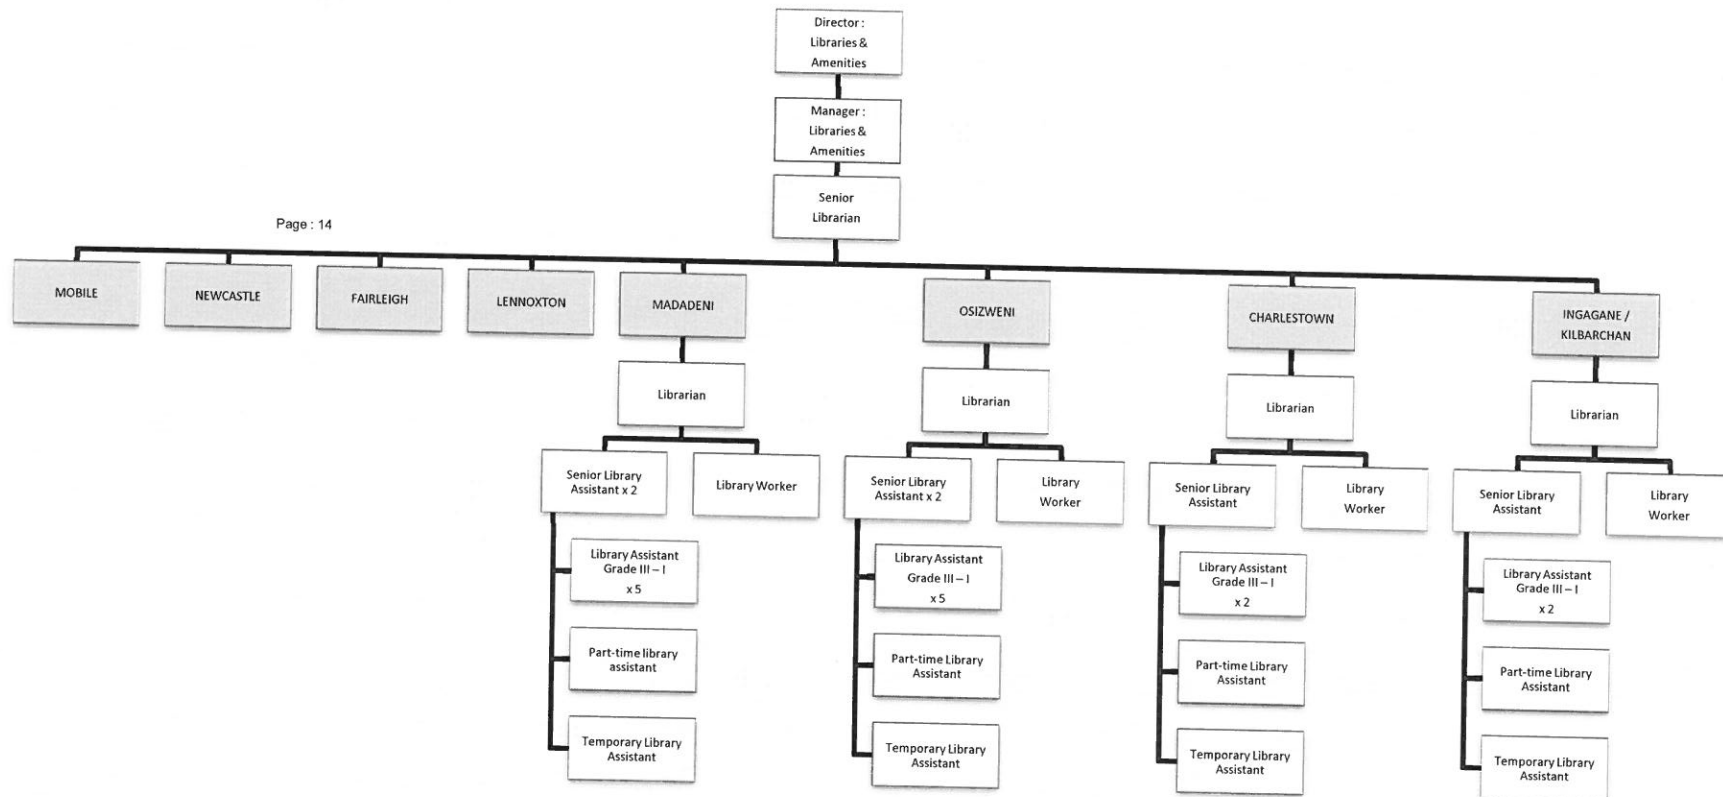 Director :
Libraries &
Amenities
Manager :
Libraries &
Amenities
Senior
Librarian
Page : 14
MOBILE
NEWCASTLE
FAIRLEIGH
LENNOXTON
MADADENI
OSIZWENI
CHARLESTOWN
INGAGANE /
KILBARCHAN
Librarian
Librarian
Librarian
Librarian
Senior Library
Assistant x 2
Library Worker
Senior Library
Assistant x 2
Library
Worker
Senior Library
Assistant
Library
Worker
Senior Library
Assistant
Library
Worker
Library Assistant
Grade III – I
x 5
Library Assistant
Grade III – I
x 5
Library Assistant
Grade III – I
x 2
Library Assistant
Grade III – I
x 2
Part-time library
assistant
Part-time Library
Assistant
Part-time Library
Assistant
Part-time Library
Assistant
Temporary Library
Assistant
Temporary Library
Assistant
Temporary Library
Assistant
Temporary Library
Assistant